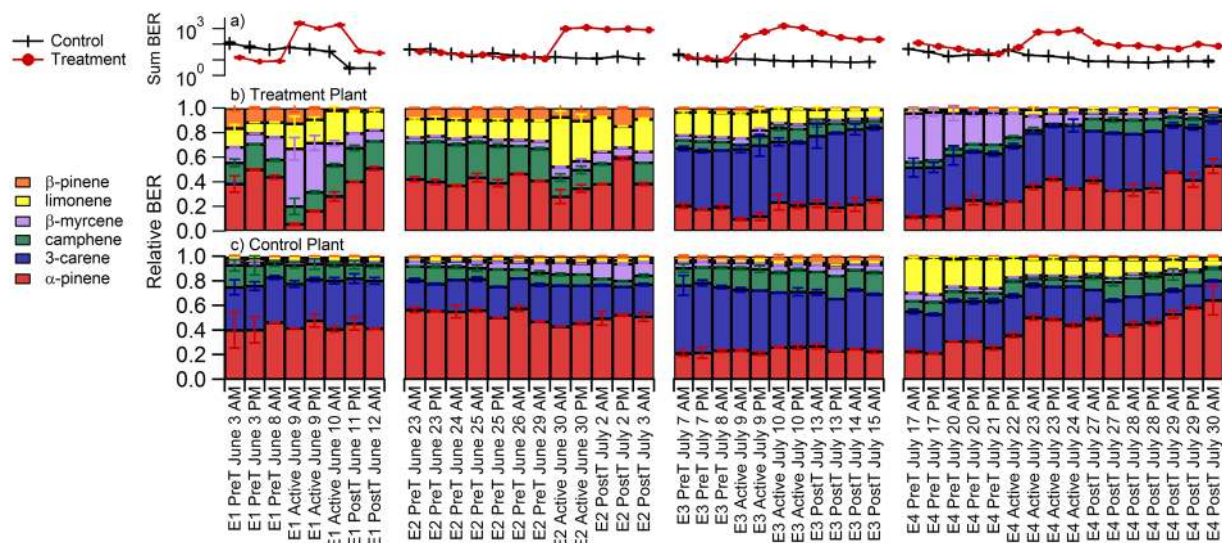 Control
Treatment
Sum BER
10³
10⁰
a)
b) Treatment Plant
1.0
0.8
0.6
0.4
0.2
0.0
β-pinene
limonene
β-myrcene
camphene
3-carene
α-pinene
Relative BER
c) Control Plant
1.0
0.8
0.6
0.4
0.2
0.0
E1 PreT June 3 AM
E1 PreT June 3 PM
E1 PreT June 8 AM
E1 Active June 9 AM
E1 Active June 9 PM
E1 Active June 10 AM
E1 PostT June 11 PM
E1 PostT June 12 AM
E2 PreT June 23 AM
E2 PreT June 23 PM
E2 PreT June 24 AM
E2 PreT June 25 AM
E2 PreT June 25 PM
E2 PreT June 26 AM
E2 PreT June 29 AM
E2 Active June 30 AM
E2 Active June 30 PM
E2 PostT July 2 AM
E2 PostT July 2 PM
E2 PostT July 3 AM
E3 PreT July 7 AM
E3 PreT July 7 PM
E3 PreT July 8 AM
E3 Active July 9 AM
E3 Active July 9 PM
E3 Active July 10 AM
E3 Active July 10 PM
E3 PostT July 13 AM
E3 PostT July 13 PM
E3 PostT July 14 AM
E3 PostT July 15 AM
E4 PreT July 17 AM
E4 PreT July 17 PM
E4 PreT July 20 AM
E4 PreT July 20 PM
E4 PreT July 21 PM
E4 Active July 22 AM
E4 Active July 23 AM
E4 Active July 23 PM
E4 Active July 24 AM
E4 PostT July 27 AM
E4 PostT July 27 PM
E4 PostT July 28 AM
E4 PostT July 28 PM
E4 PostT July 29 AM
E4 PostT July 29 PM
E4 PostT July 30 AM